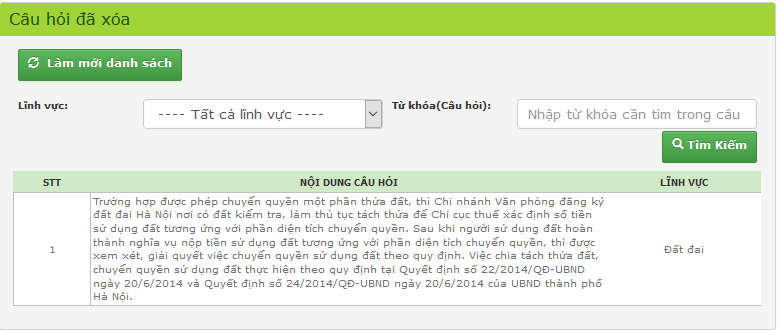 Câu hỏi đã xóa
Làm mới danh sách
Lĩnh vực:
---- Tất cả lĩnh vực ----
Từ khóa(Câu hỏi):
Nhập từ khóa cần tìm trong câu
Tìm Kiếm
STT NỘI DUNG CÂU HỎI LĨNH VỰC
Trường hợp được phép chuyển quyền một phần thửa đất, thì Chi nhánh Văn phòng đăng ký
đất đai Hà Nội nơi có đất kiểm tra, làm thủ tục tách thửa để Chi cục thuế xác định số tiền
sử dụng đất tương ứng với phần diện tích chuyển quyền. Sau khi người sử dụng đất hoàn
1 thành nghĩa vụ nộp tiền sử dụng đất tương ứng với phần diện tích chuyển quyền, thì được Đất đai
xem xét, giải quyết việc chuyển quyền sử dụng đất theo quy định. Việc chia tách thửa đất,
chuyển quyền sử dụng đất thực hiện theo quy định tại Quyết định số 22/2014/QĐ-UBND
ngày 20/6/2014 và Quyết định số 24/2014/QĐ-UBND ngày 20/6/2014 của UBND thành phố
Hà Nội.